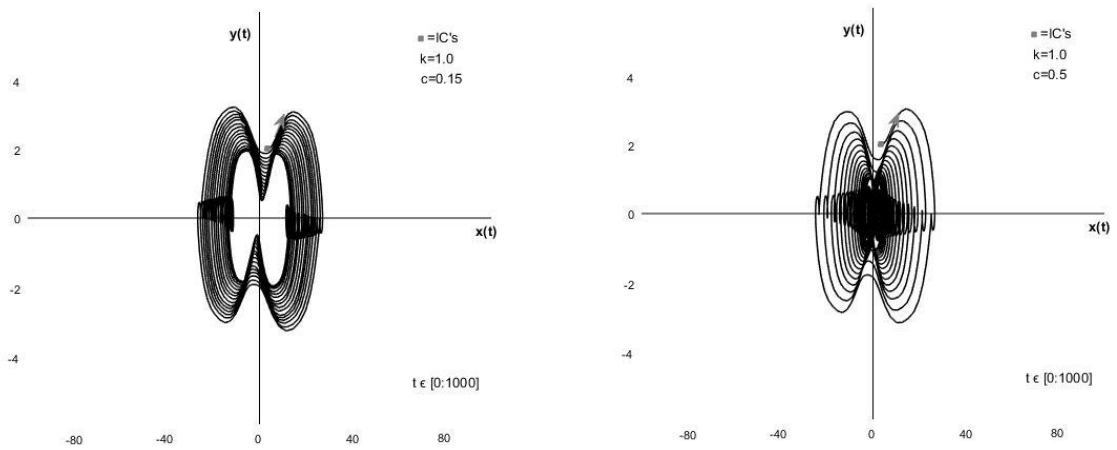 y(t)
■ =IC's
k=1.0
c=0.15
4
2
0
-2
-4
x(t)
t ϵ [0:1000]
-80
-40
0
40
80
y(t)
■ =IC's
k=1.0
c=0.5
4
2
0
-2
-4
x(t)
t ϵ [0:1000]
-80
-40
0
40
80